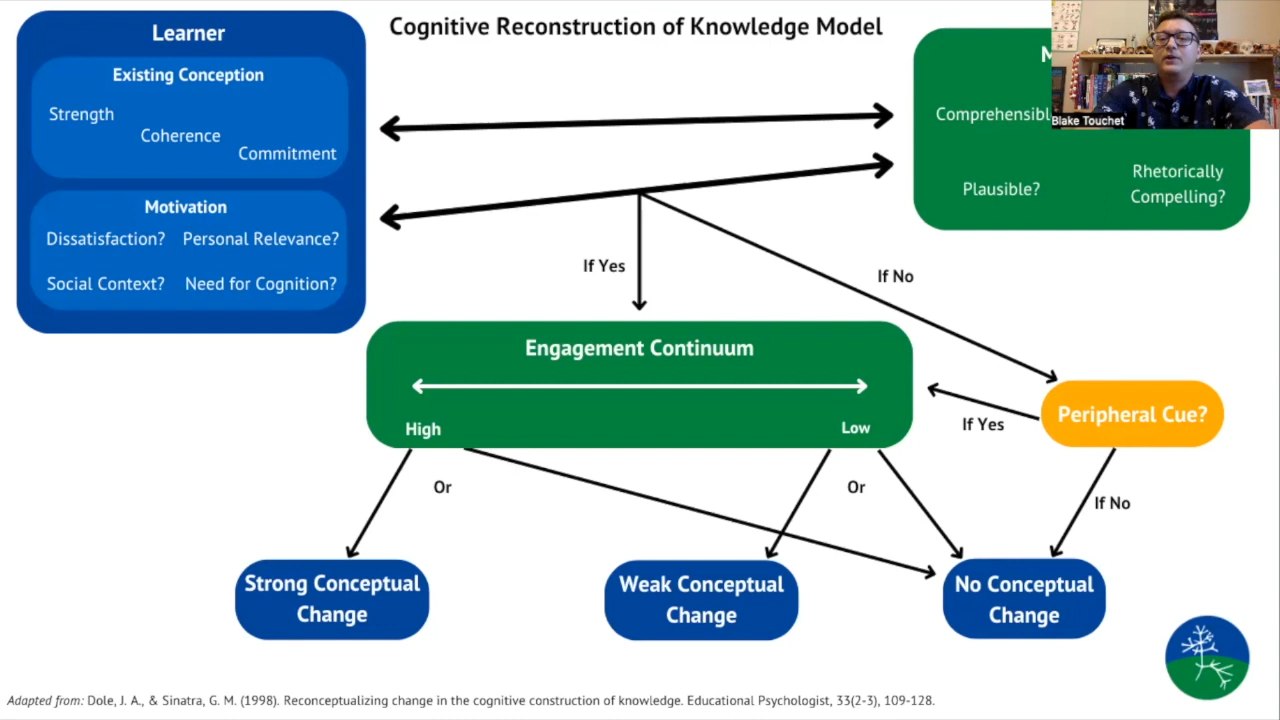 Cognitive Reconstruction of Knowledge Model
Learner
Existing Conception
Strength
Coherence
Commitment
Motivation
Dissatisfaction? Personal Relevance?
Social Context? Need for Cognition?
Blake Touchet
Plausible?
Rhetorically
Compelling?
If Yes
If No
Engagement Continuum
High
Low
Peripheral Cue?
If Yes
If No
Or
Or
Strong Conceptual
Change
Weak Conceptual
Change
No Conceptual
Change
Adapted from: Dole, J. A., & Sinatra, G. M. (1998). Reconceptualizing change in the cognitive construction of knowledge. Educational Psychologist, 33(2-3), 109-128.